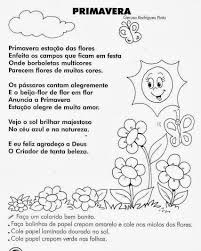 PRIMAVERA
Primavera estação das flores
Enfeita os campos que ficam em festa
Onde borboletas multicores
Parecem flores de muitas cores.
Os pássaros cantam alegremente
E o beija-flor de flor em flor
Anuncia a Primavera
Estação alegre de muito amor.
Vejo o sol brilhar majestoso
No céu azul e na natureza.
E eu feliz agradeço a Deus
O Criador de tanta beleza.
Faça um colorido bem bonito.
Faça bolinhas de papel crepom amarelo e cole nos miolos das flores.
Cole papel laminado dourado no sol.
Cole papel crepom verde nas folhas.